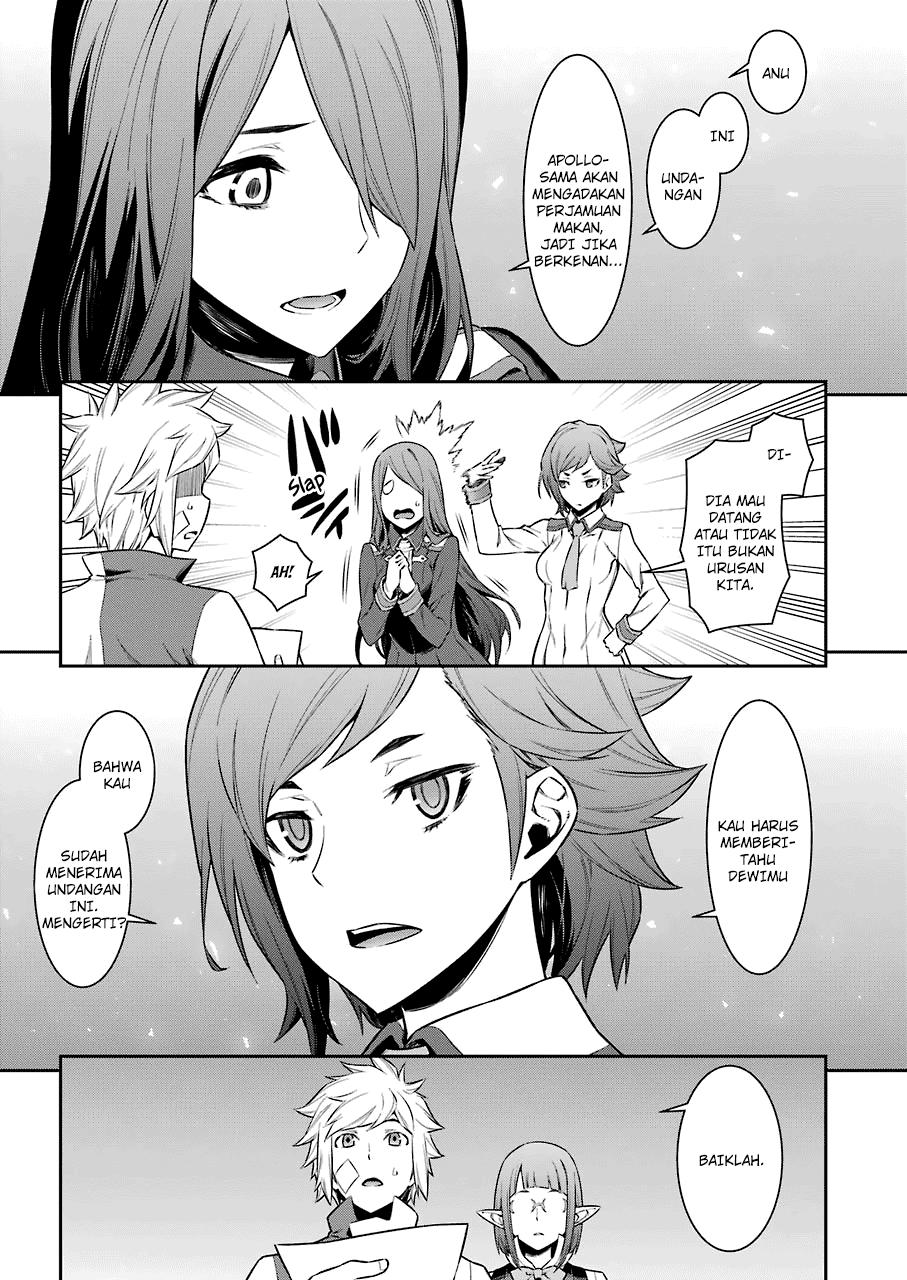 ANU
INI
UNDA-
NGAN
APOLLO-
SAMA AKAN
MENGADAKAN
PERJAMUAN
MAKAN,
JADI JIKA
BERKENAN...
DI-
DIA MAU
DATANG
ATAU TIDAK
ITU BUKAN
URUSAN
KITA.
Slap
AH!
KAU HARUS
MEMBERI-
TAHU
DEWIMU
BAHWA
KAU
SUDAH
MENERIMA
UNDANGAN
INI.
MENGERTI?
BAIKLAH.